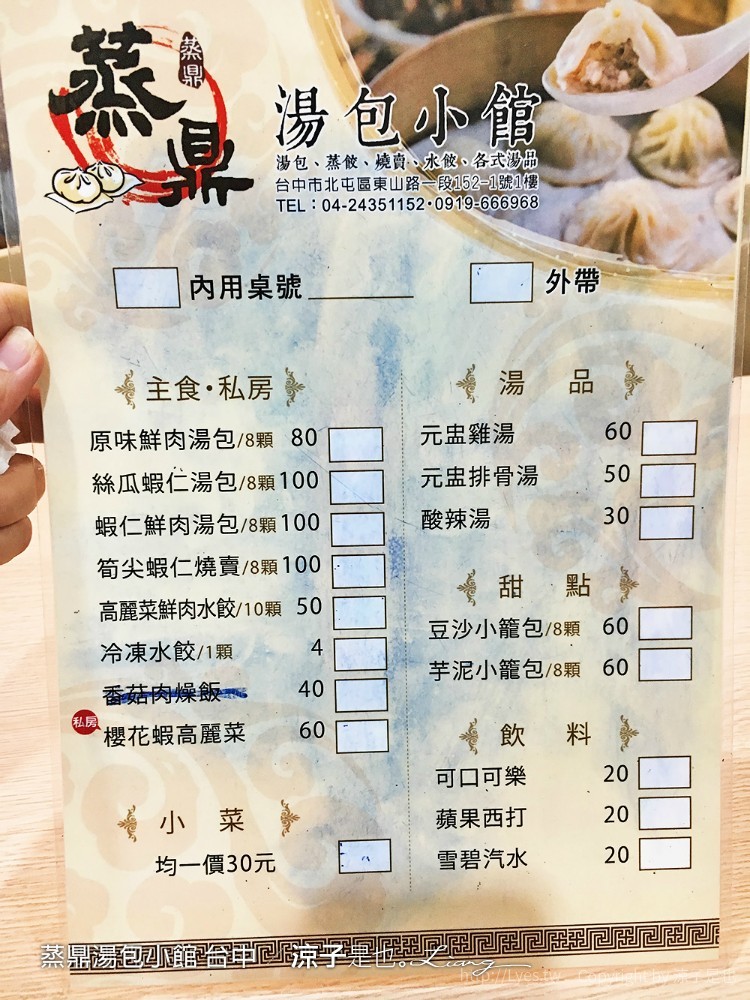 蒸鼎
蒸鼎
湯包小館
湯包、蒸餃、燒賣、水餃、各式湯品
台中市北屯區東山路一段152-1號1樓
TEL：04-24351152・0919-666968
內用桌號
外帶
主食・私房
原味鮮肉湯包/8顆 80
絲瓜蝦仁湯包/8顆 100
蝦仁鮮肉湯包/8顆 100
筍尖蝦仁燒賣/8顆 100
高麗菜鮮肉水餃/10顆 50
冷凍水餃/1顆 4
香菇肉燥飯 40
私房
櫻花蝦高麗菜 60
小菜
均一價30元
湯品
元盅雞湯 60
元盅排骨湯 50
酸辣湯 30
甜點
豆沙小籠包/8顆 60
芋泥小籠包/8顆 60
飲料
可口可樂 20
蘋果西打 20
雪碧汽水 20
蒸鼎湯包小館 台中 涼子是也。Lung